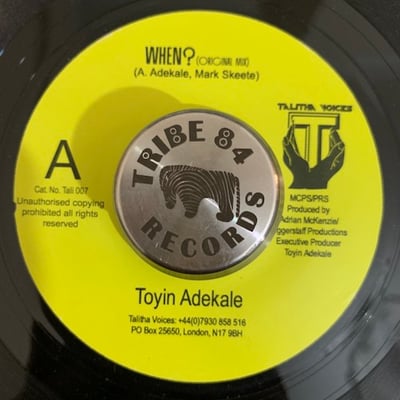 WHEN? (ORIGINAL MIX)
(A. Adekale, Mark Skeete)
TALITHA VOICES
A
Cat. No. Tali 007
Unauthorised copying
prohibited all rights
reserved
TRIBE 84
RECORDS
MCPS/PRS
Produced by
Adrian McKenzie/
ggerstaff Productions
Executive Producer
Toyin Adekale
Toyin Adekale
Talitha Voices: +44(0)7930 858 516
PO Box 25650, London, N17 9BH